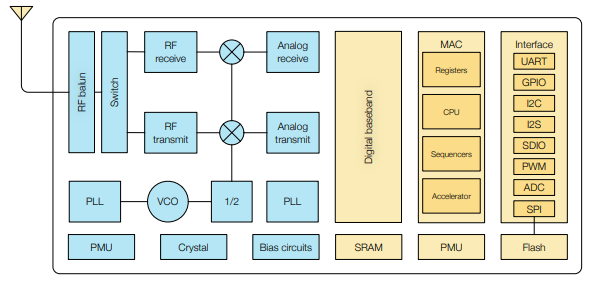 RF balun
Switch
RF
receive
Analog
receive
RF
transmit
Analog
transmit
PLL
VCO
1/2
PLL
PMU
Crystal
Bias circuits
Digital baseband
SRAM
MAC
Registers
CPU
Sequencers
Accelerator
PMU
Interface
UART
GPIO
I2C
I2S
SDIO
PWM
ADC
SPI
Flash